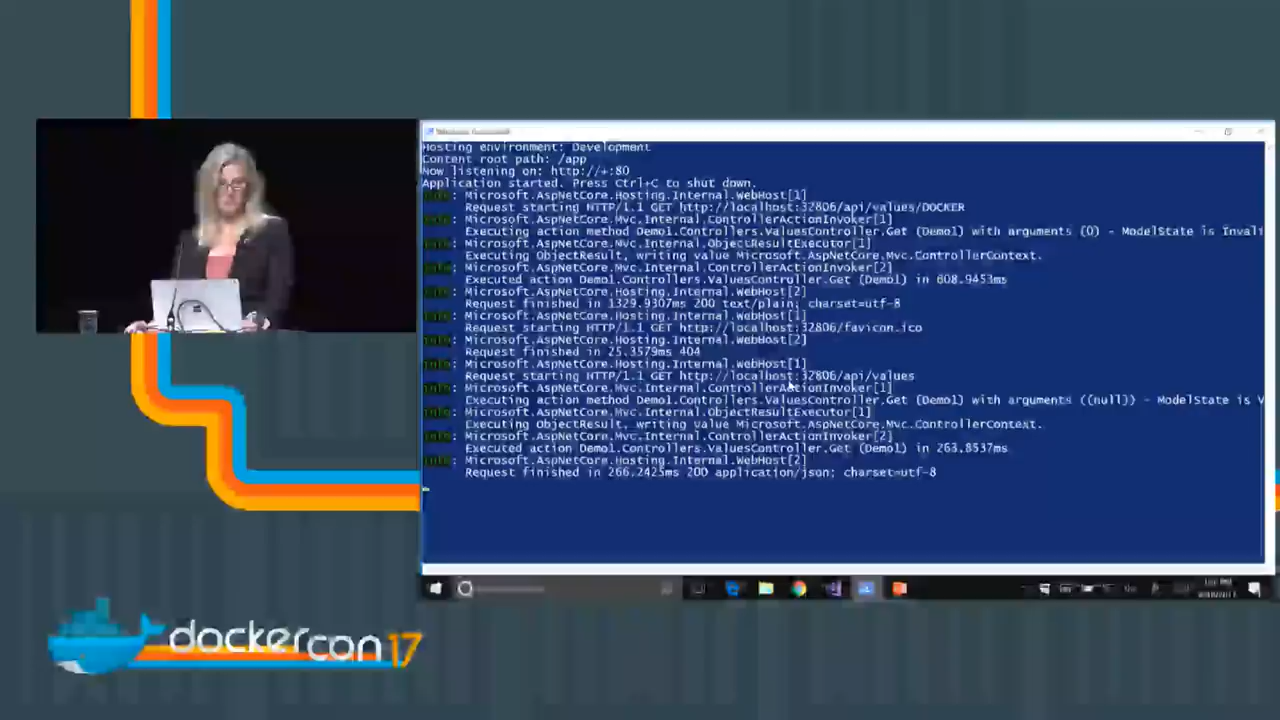 Hosting environment: Development
Content root path: /app
Now listening on: http://+:80
Application started. Press Ctrl+C to shut down.
info: Microsoft.AspNetCore.Hosting.Internal.WebHost[1]
Request starting HTTP/1.1 GET http://localhost:32806/api/values/DOCKER
info: Microsoft.AspNetCore.Mvc.Internal.ControllerActionInvoker[1]
Executing action method Demo1.Controllers.ValuesController.Get (Demo1) with arguments (0) - ModelState is Invali
info: Microsoft.AspNetCore.Mvc.Internal.ObjectResultExecutor[1]
Executing ObjectResult, writing value Microsoft.AspNetCore.Mvc.ControllerContext.
info: Microsoft.AspNetCore.Mvc.Internal.ControllerActionInvoker[2]
Executed action Demo1.Controllers.ValuesController.Get (Demo1) in 608.9453ms
info: Microsoft.AspNetCore.Hosting.Internal.WebHost[2]
Request finished in 1329.9307ms 200 text/plain; charset=utf-8
info: Microsoft.AspNetCore.Hosting.Internal.WebHost[1]
Request starting HTTP/1.1 GET http://localhost:32806/favicon.ico
info: Microsoft.AspNetCore.Hosting.Internal.WebHost[2]
Request finished in 25.3579ms 404
info: Microsoft.AspNetCore.Hosting.Internal.WebHost[1]
Request starting HTTP/1.1 GET http://localhost:32806/api/values
info: Microsoft.AspNetCore.Mvc.Internal.ControllerActionInvoker[1]
Executing action method Demo1.Controllers.ValuesController.Get (Demo1) with arguments ((null)) - ModelState is V
info: Microsoft.AspNetCore.Mvc.Internal.ObjectResultExecutor[1]
Executing ObjectResult, writing value Microsoft.AspNetCore.Mvc.ControllerContext.
info: Microsoft.AspNetCore.Mvc.Internal.ControllerActionInvoker[2]
Executed action Demo1.Controllers.ValuesController.Get (Demo1) in 263.8537ms
info: Microsoft.AspNetCore.Hosting.Internal.WebHost[2]
Request finished in 266.2425ms 200 application/json; charset=utf-8
dockercon 17